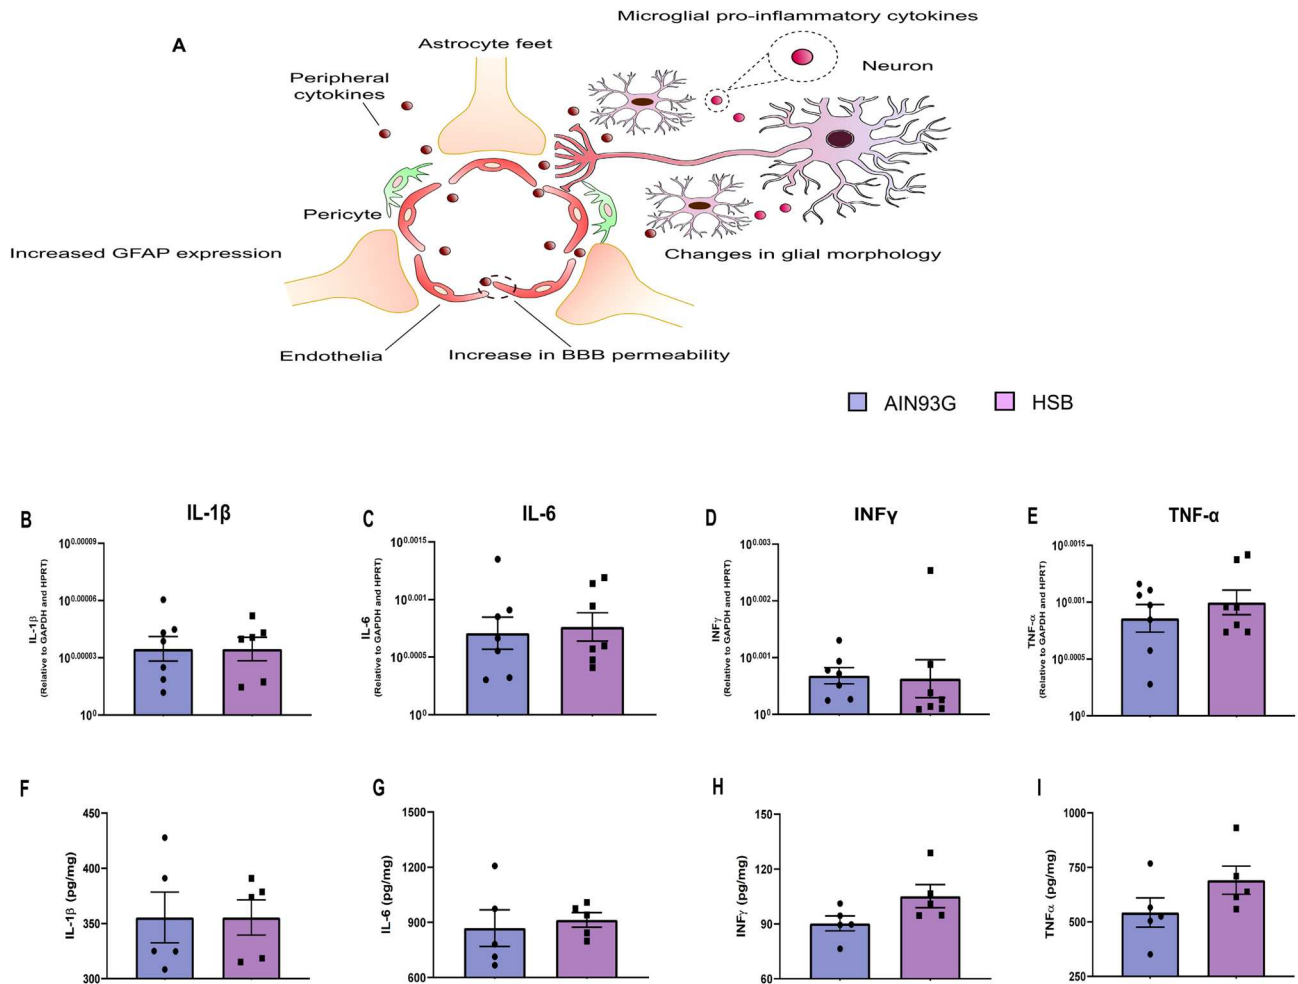 Microglial pro-inflammatory cytokines
A
Astrocyte feet
Neuron
Peripheral
cytokines
Pericyte
Increased GFAP expression
Changes in glial morphology
Endothelia
Increase in BBB permeability
AIN93G
HSB
B
IL-1β
IL-1β
(Relative to GAPDH and HPRT)
10^0.00009
10^0.00006
10^0.00003
10^0
C
IL-6
IL-6
(Relative to GAPDH and HPRT)
10^0.0015
10^0.001
10^0.0005
10^0
D
INFγ
INFγ
(Relative to GAPDH and HPRT)
10^0.003
10^0.002
10^0.001
10^0
E
TNF-α
TNF-α
(Relative to GAPDH and HPRT)
10^0.0015
10^0.001
10^0.0005
10^0
F
IL-1β (pg/mg)
450
400
350
300
G
IL-6 (pg/mg)
1500
1200
900
600
H
INFγ (pg/mg)
150
120
90
60
I
TNFα (pg/mg)
1000
750
500
250